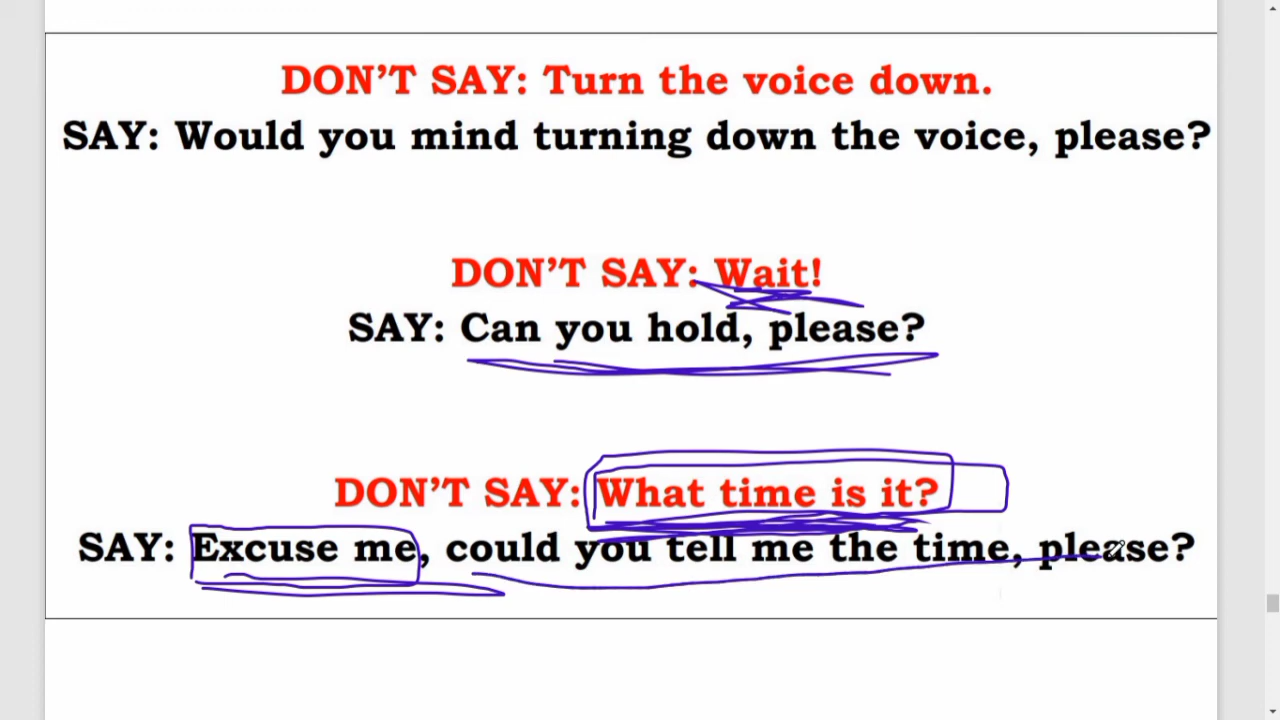 DON’T SAY: Turn the voice down.
SAY: Would you mind turning down the voice, please?
DON’T SAY: Wait!
SAY: Can you hold, please?
DON’T SAY: What time is it?
SAY: Excuse me, could you tell me the time, please?